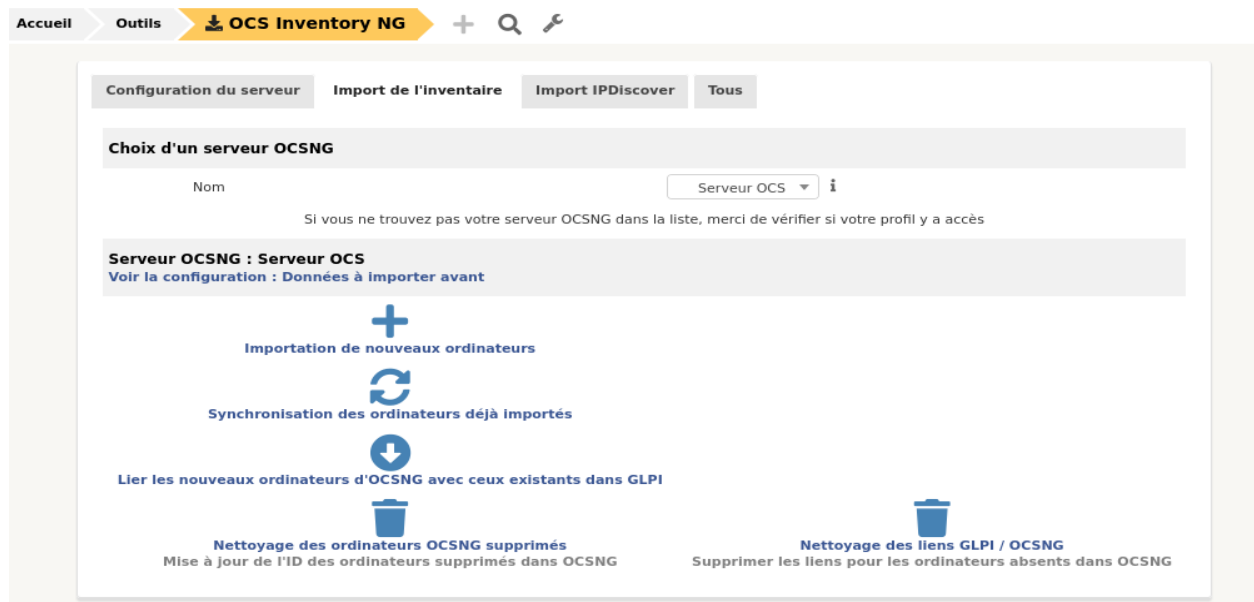 Accueil Outils OCS Inventory NG
Configuration du serveur Import de l'inventaire Import IPDiscover Tous
Choix d'un serveur OCSNG
Nom Serveur OCS
Si vous ne trouvez pas votre serveur OCSNG dans la liste, merci de vérifier si votre profil y a accès
Serveur OCSNG : Serveur OCS
Voir la configuration : Données à importer avant
Importation de nouveaux ordinateurs
Synchronisation des ordinateurs déjà importés
Lier les nouveaux ordinateurs d'OCSNG avec ceux existants dans GLPI
Nettoyage des ordinateurs OCSNG supprimés
Mise à jour de l'ID des ordinateurs supprimés dans OCSNG
Nettoyage des liens GLPI / OCSNG
Supprimer les liens pour les ordinateurs absents dans OCSNG